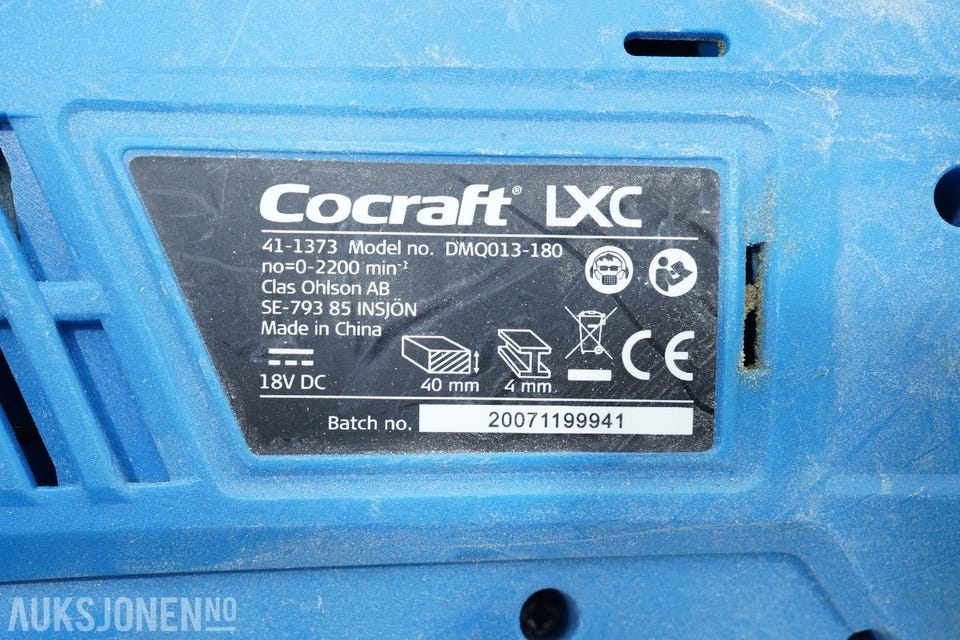 Cocraft® LXC
41-1373 Model no. DMQ013-180
no=0-2200 min⁻¹
Clas Ohlson AB
SE-793 85 INSJÖN
Made in China
18V DC
40 mm
4 mm
CE
Batch no. 20071199941
AUKSJONEN.NO